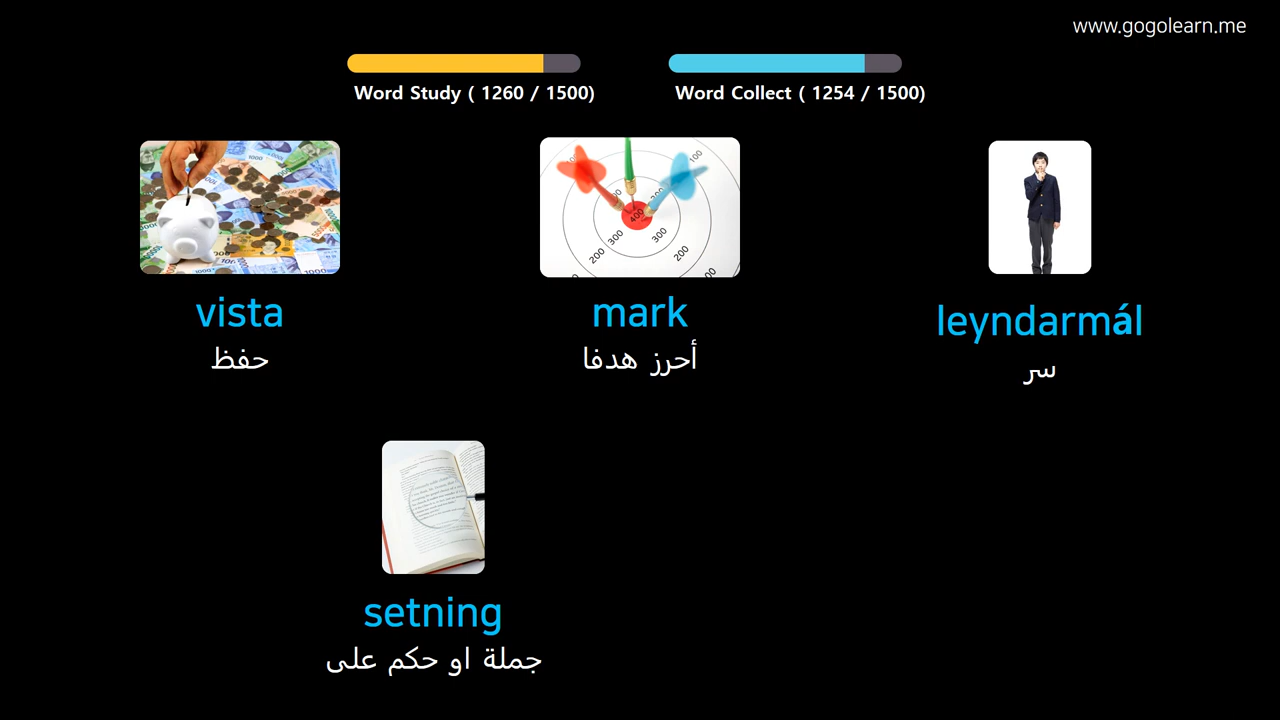 www.gogolearn.me
Word Study ( 1260 / 1500)
Word Collect ( 1254 / 1500)
vista
حفظ
mark
أحرز هدفا
leyndarmál
سر
setning
جملة او حكم على